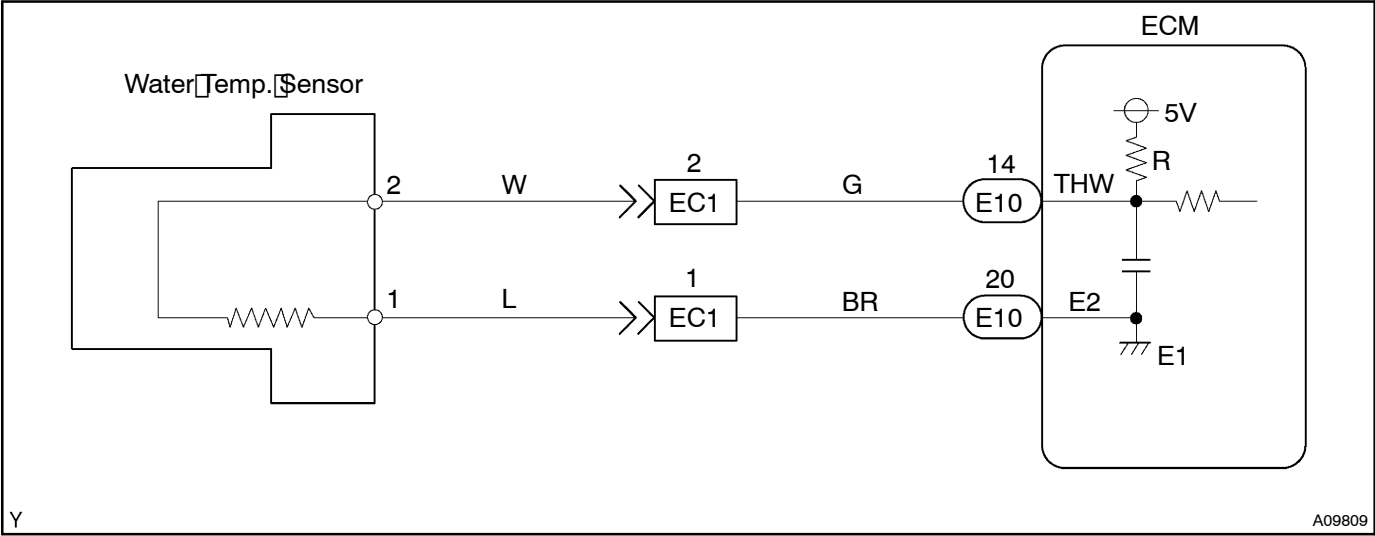 ECM
Water Temp. Sensor
5V
R
2 W 2 G 14 THW
EC1 E10
1 L 1 BR 20 E2
EC1 E10
E1
Y A09809